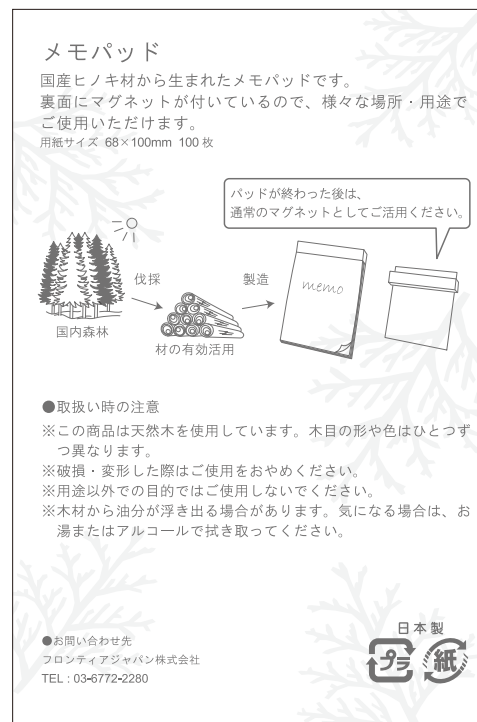 メモパッド
国産ヒノキ材から生まれたメモパッドです。
裏面にマグネットが付いているので、様々な場所・用途で
ご使用いただけます。
用紙サイズ 68×100mm 100枚
パッドが終わった後は、
通常のマグネットとしてご活用ください。
伐採
製造
memo
国内森林
材の有効活用
●取扱い時の注意
※この商品は天然木を使用しています。木目の形や色はひとつず
つ異なります。
※破損・変形した際はご使用をおやめください。
※用途以外での目的ではご使用しないでください。
※木材から油分が浮き出る場合があります。気になる場合は、お
湯またはアルコールで拭き取ってください。
●お問い合わせ先
フロンティアジャパン株式会社
TEL : 03-6772-2280
日本製
プラ 紙